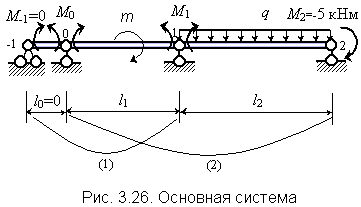 M₋₁=0 M₀ m M₁ q M₂=-5 кНм
-1 0 1 2
l₀=0 l₁ l₂
(1) (2)
Рис. 3.26. Основная система